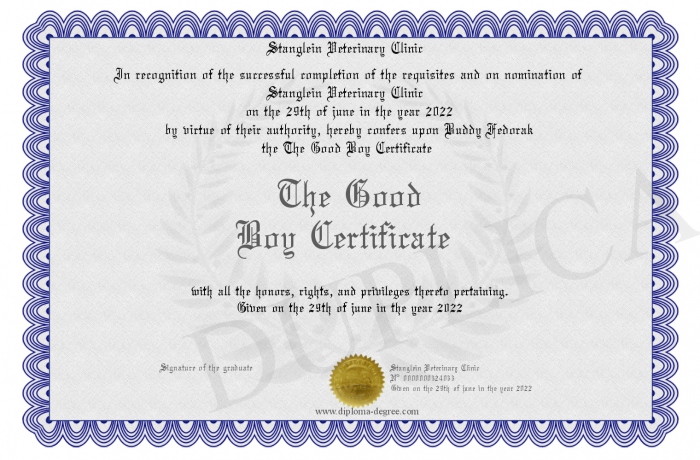 Stanglein Veterinary Clinic
In recognition of the successful completion of the requisites and on nomination of
Stanglein Veterinary Clinic
on the 29th of june in the year 2022
by virtue of their authority, hereby confers upon Buddy Fedorak
the The Good Boy Certificate
The Good
Boy Certificate
with all the honors, rights, and privileges thereto pertaining.
Given on the 29th of june in the year 2022
DUPLICA
Signature of the graduate
Stanglein Veterinary Clinic
Nº
Given on the 29th of june in the year 2022
www.diploma-degree.com